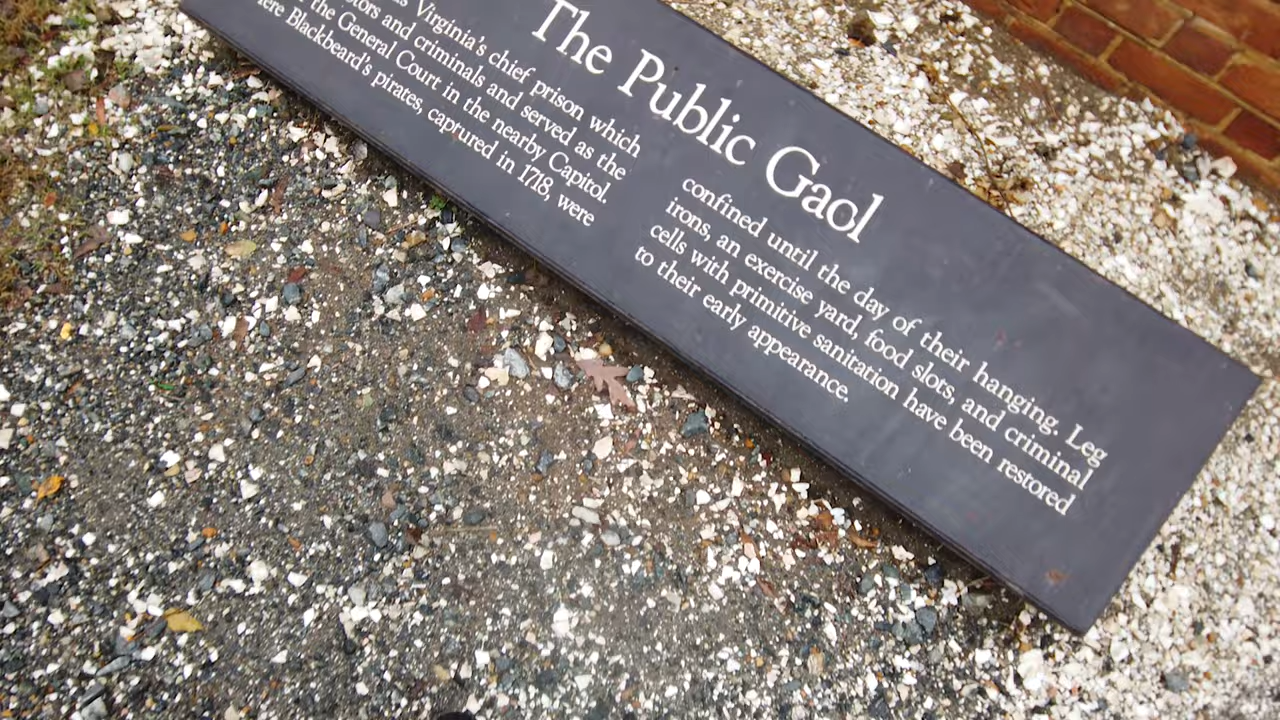 The Public Gaol
Virginia's chief prison which
and criminals and served as the
the General Court in the nearby Capitol.
Blackbeard's pirates, captured in 1718, were
confined until the day of their hanging. Leg
irons, an exercise yard, food slots, and criminal
cells with primitive sanitation have been restored
to their early appearance.